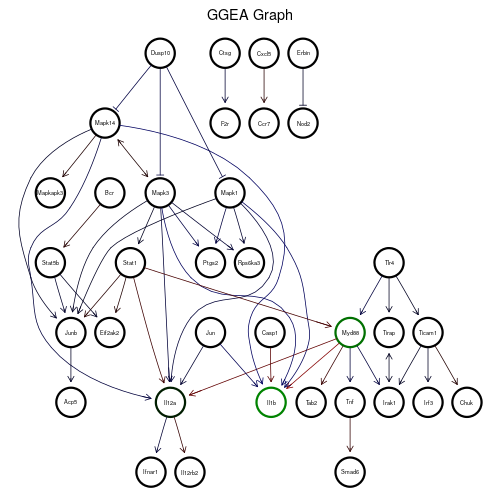 GGEA Graph
Dusp10
Ctsg
Cxcl5
Erbin
Mapk14
F2r
Ccr7
Nod2
Mapkapk3
Bcr
Mapk3
Mapk1
Stat5b
Stat1
Ptgs2
Rps6ka3
Tlr4
Junb
Eif2ak2
Jun
Casp1
Myd88
Tirap
Ticam1
Acp5
Il12a
Il1b
Tab2
Tnf
Irak1
Irf3
Chuk
Ifnar1
Il12rb2
Smad6